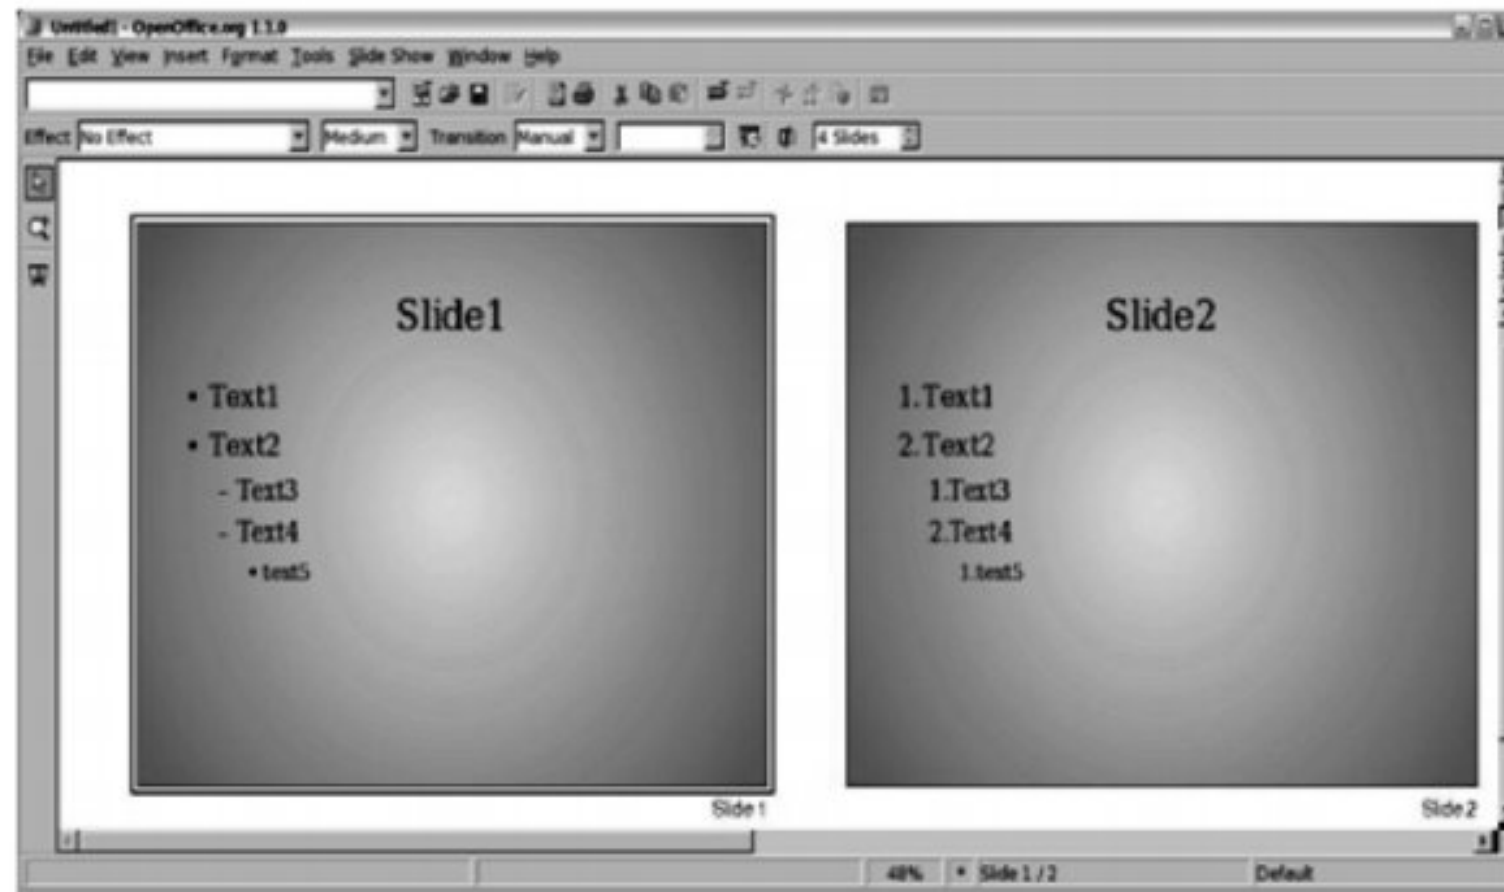 Untitled1 - OpenOffice.org 1.1.0
File Edit View Insert Format Tools Slide Show Window Help
Effect No Effect Medium Transition Manual 4 Slides
Slide1
• Text1
• Text2
- Text3
- Text4
• text5
Slide 1
Slide2
1.Text1
2.Text2
1.Text3
2.Text4
1.text5
Slide 2
48% * Slide 1 / 2 Default